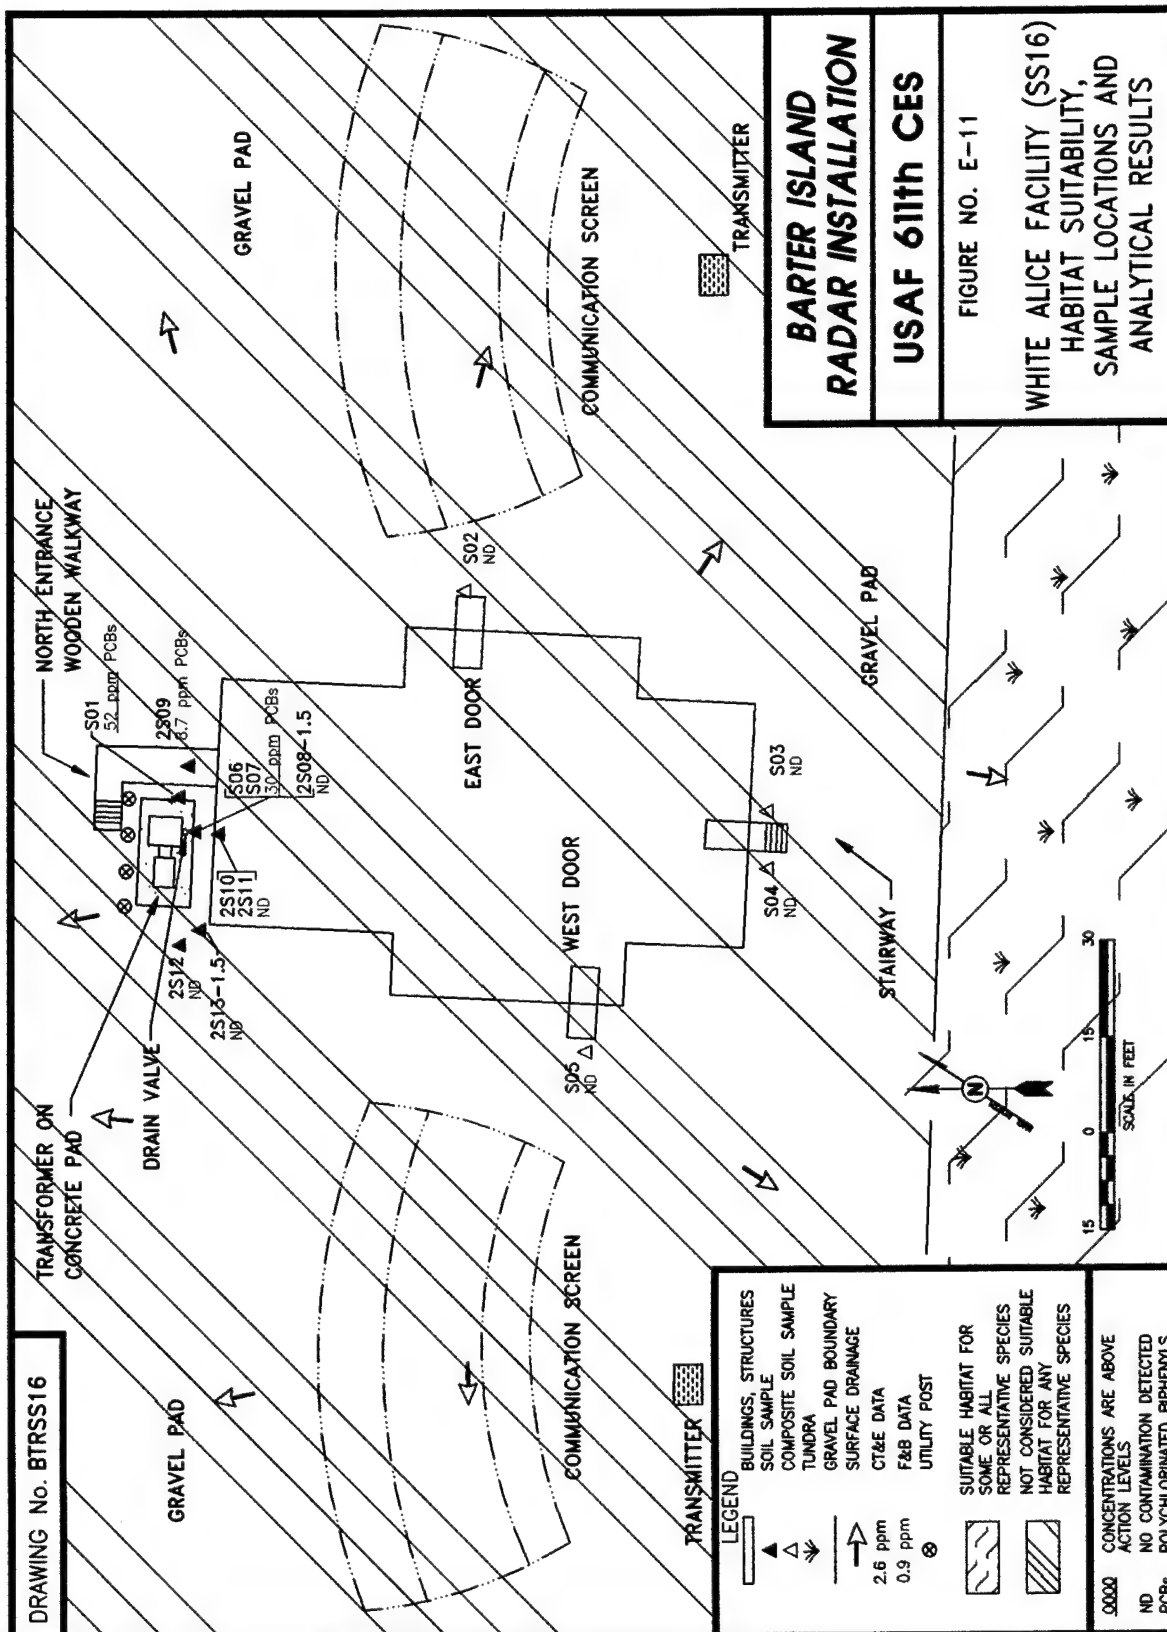 DRAWING No. BTRSS16
TRANSFORMER ON
CONCRETE PAD
DRAIN VALVE
NORTH ENTRANCE
WOODEN WALKWAY
S01
52 ppm PCBs
2S09
8.7 ppm PCBs
S06
S07
30 ppm PCBs
2S08-1.5
ND
2S10
2S11
ND
2S12
ND
2S13-1.5
ND
GRAVEL PAD
GRAVEL PAD
COMMUNICATION SCREEN
COMMUNICATION SCREEN
EAST DOOR
S02
ND
WEST DOOR
S05
ND
S03
ND
S04
ND
STAIRWAY
GRAVEL PAD
TRANSMITTER
TRANSMITTER
N
15
0
15
30
SCALE IN FEET
LEGEND
BUILDINGS, STRUCTURES
SOIL SAMPLE
COMPOSITE SOIL SAMPLE
TUNDRA
GRAVEL PAD BOUNDARY
SURFACE DRAINAGE
2.6 ppm CT&E DATA
0.9 ppm F&B DATA
UTILITY POST
SUITABLE HABITAT FOR
SOME OR ALL
REPRESENTATIVE SPECIES
NOT CONSIDERED SUITABLE
HABITAT FOR ANY
REPRESENTATIVE SPECIES
0000 CONCENTRATIONS ARE ABOVE
ACTION LEVELS
ND NO CONTAMINATION DETECTED
PCBs POLYCHLORINATED BIPHENYLS
BARTER ISLAND
RADAR INSTALLATION
USAF 611th CES
FIGURE NO. E-11
WHITE ALICE FACILITY (SS16)
HABITAT SUITABILITY,
SAMPLE LOCATIONS AND
ANALYTICAL RESULTS